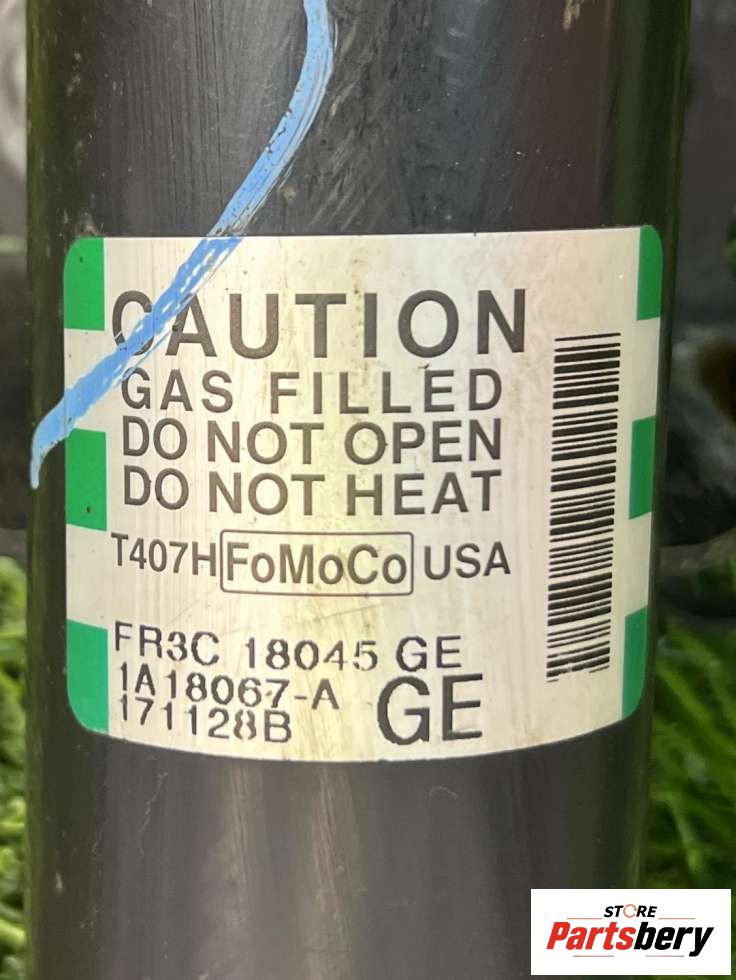 CAUTION
GAS FILLED
DO NOT OPEN
DO NOT HEAT
T407H FoMoCo USA
FR3C 18045 GE
1A18067-A
171128B GE
STORE
Partsbery